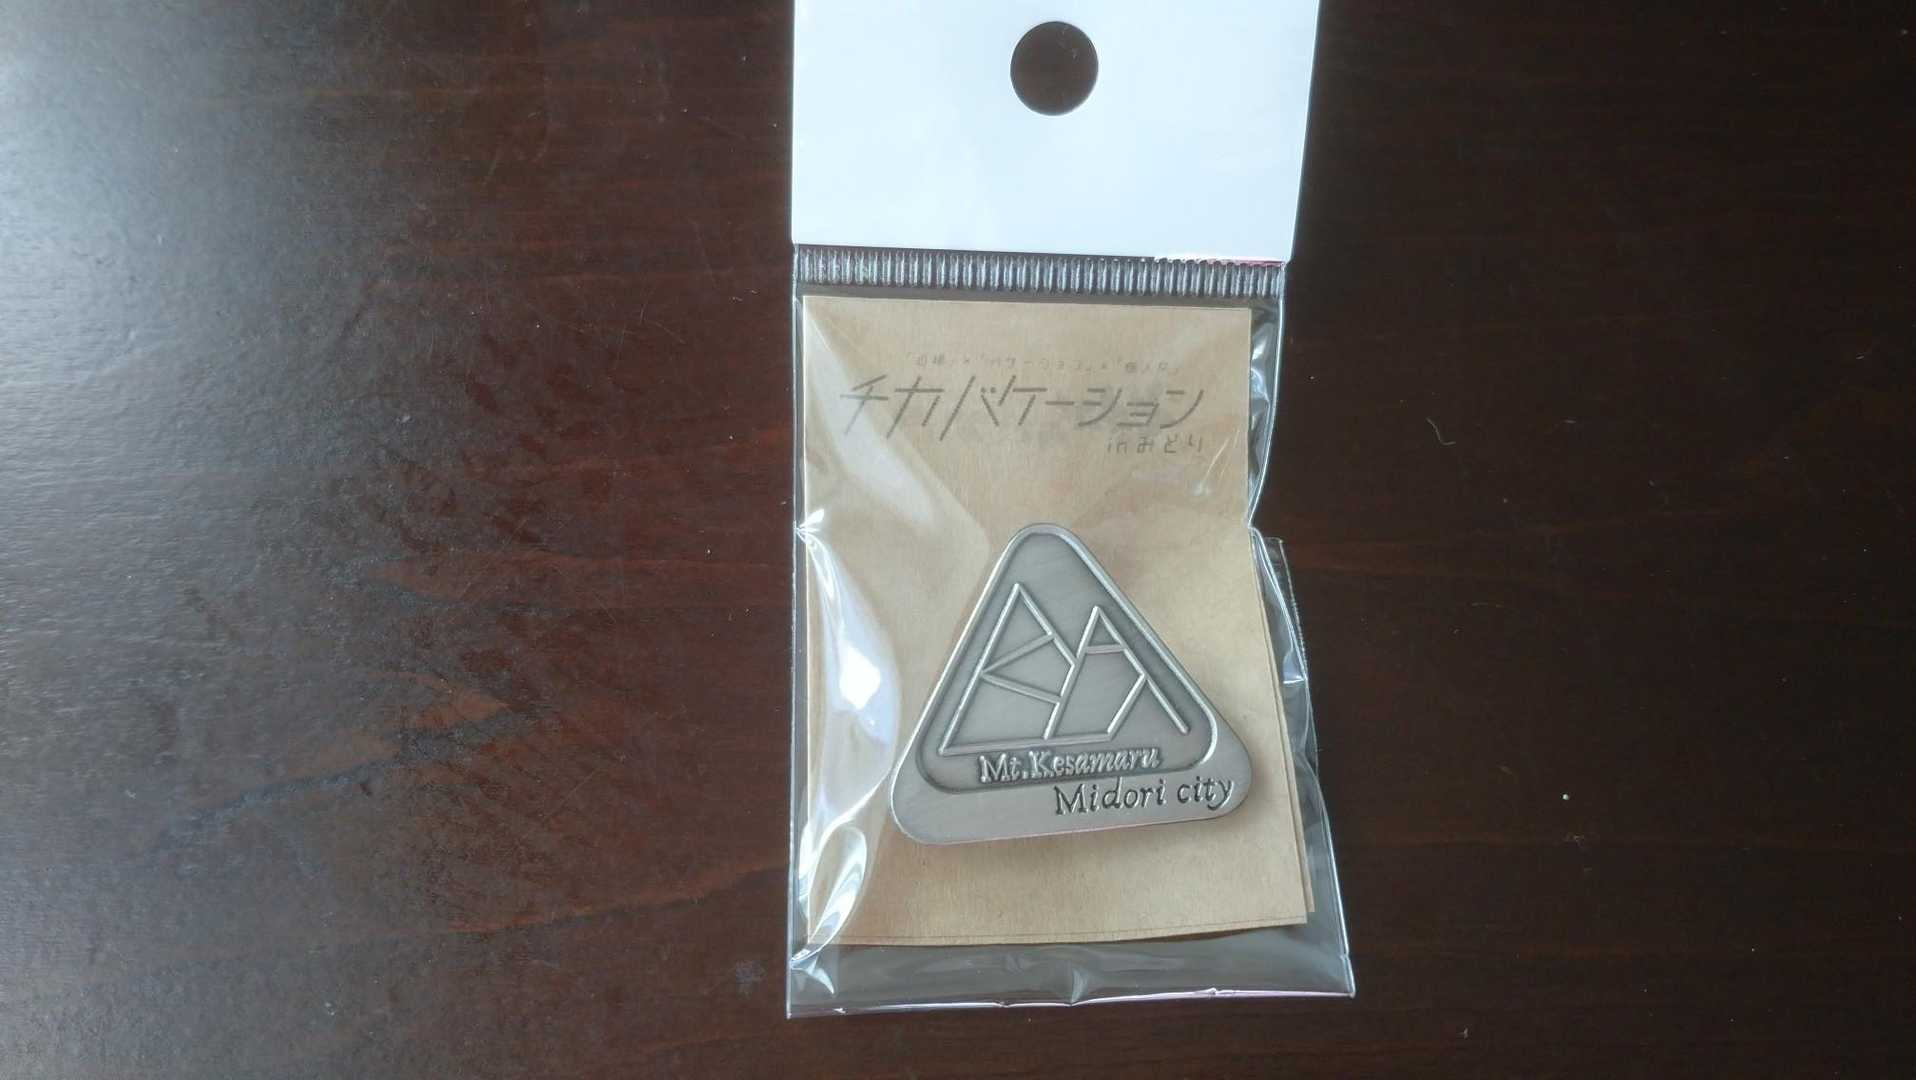 チカバケーション
inみどり
Mt.Kesamaru
Midori city